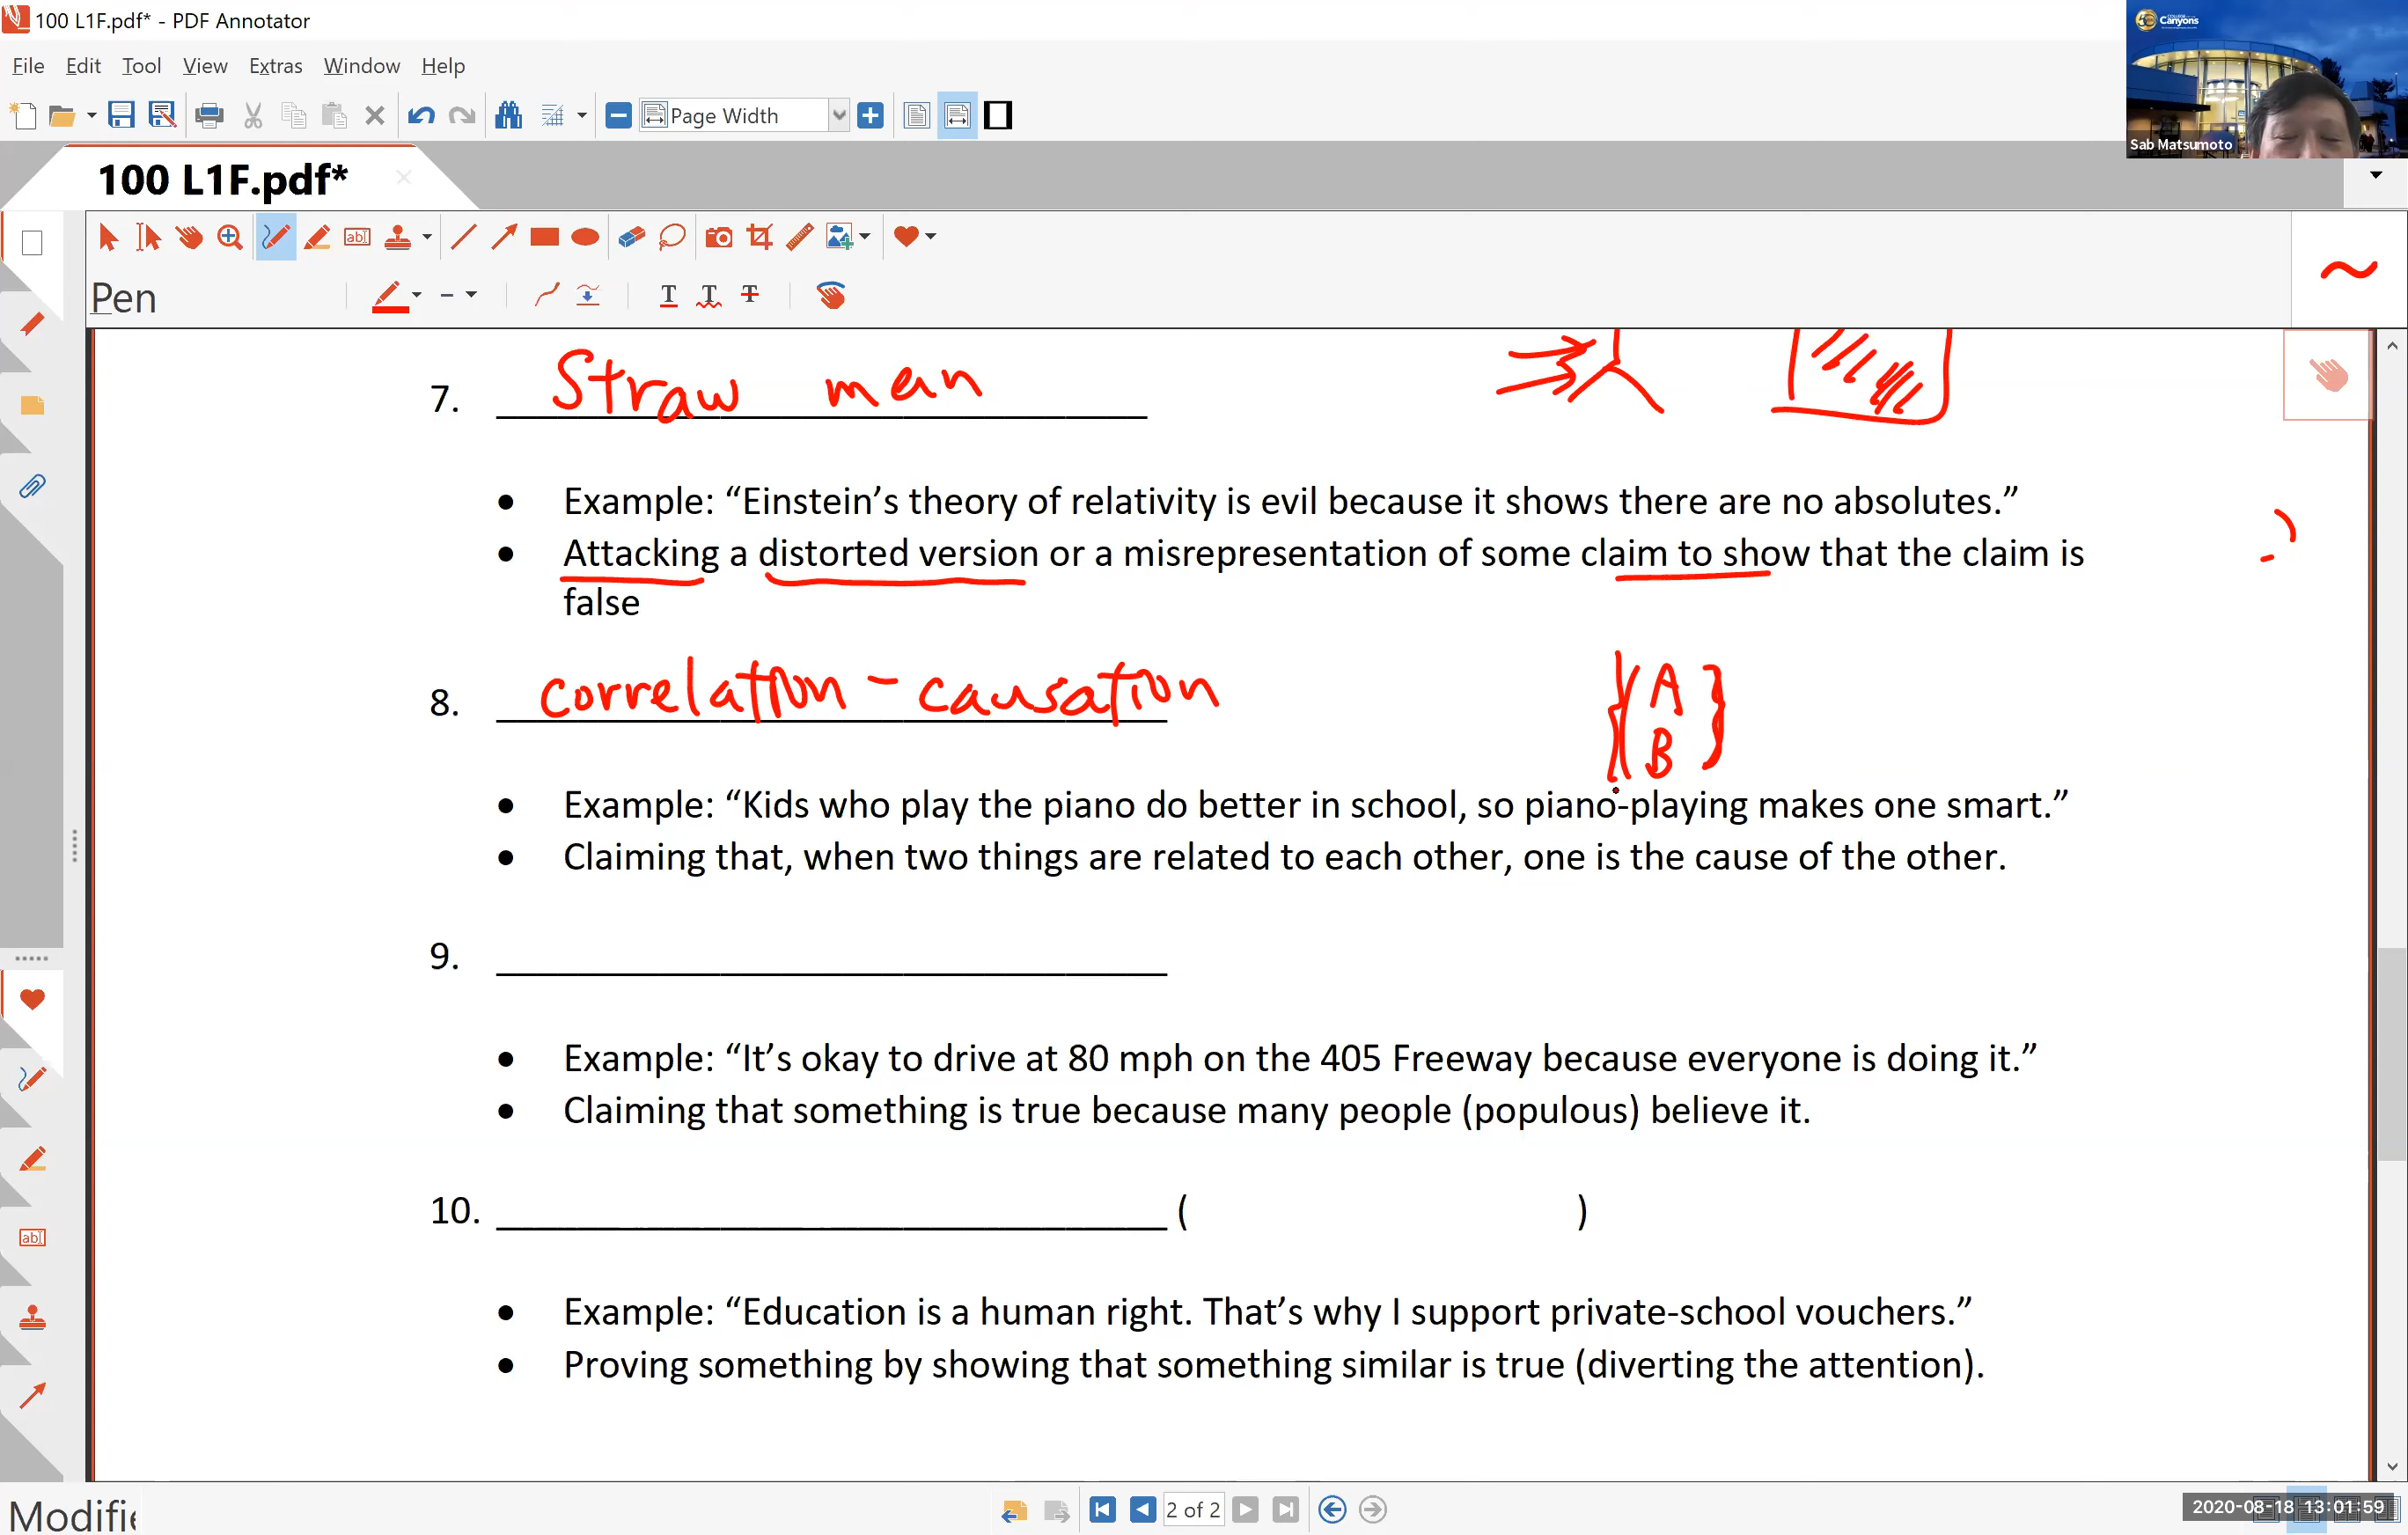 100 L1F.pdf* - PDF Annotator
Canyons
File Edit Tool View Extras Window Help
Page Width
Sab Matsumoto
100 L1F.pdf*
Pen
7. Straw man
• Example: “Einstein’s theory of relativity is evil because it shows there are no absolutes.”
• Attacking a distorted version or a misrepresentation of some claim to show that the claim is
false
8. correlation - causation
A
B
• Example: “Kids who play the piano do better in school, so piano-playing makes one smart.”
• Claiming that, when two things are related to each other, one is the cause of the other.
9. ________________
• Example: “It’s okay to drive at 80 mph on the 405 Freeway because everyone is doing it.”
• Claiming that something is true because many people (populous) believe it.
10. ________________ ( )
• Example: “Education is a human right. That’s why I support private-school vouchers.”
• Proving something by showing that something similar is true (diverting the attention).
Modifie
2 of 2
2020-08-18 13:01:59